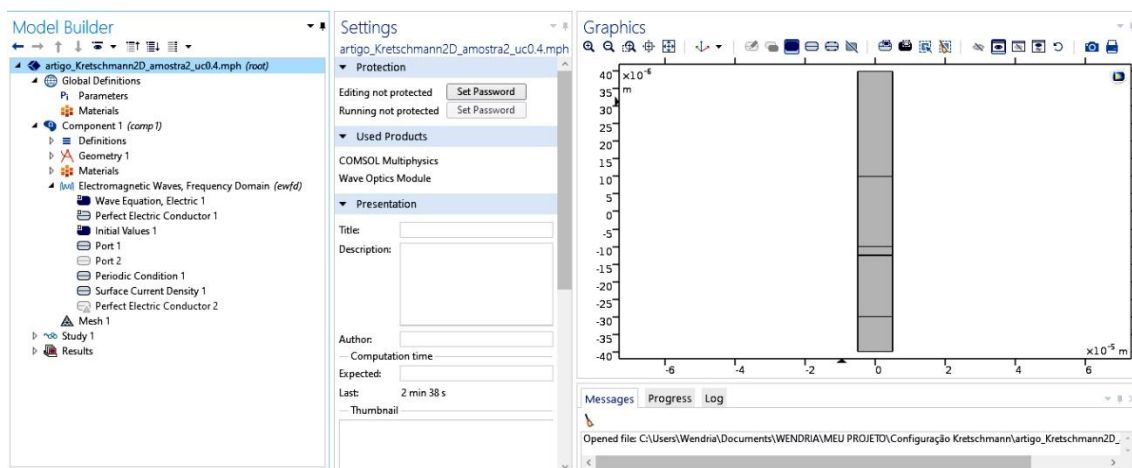 Model Builder
artigo_Kretschmann2D_amostra2_uc0.4.mph (root)
Global Definitions
Pi Parameters
Materials
Component 1 (comp1)
Definitions
Geometry 1
Materials
Electromagnetic Waves, Frequency Domain (ewfd)
Wave Equation, Electric 1
Perfect Electric Conductor 1
Initial Values 1
Port 1
Port 2
Periodic Condition 1
Surface Current Density 1
Perfect Electric Conductor 2
Mesh 1
Study 1
Results
Settings
artigo_Kretschmann2D_amostra2_uc0.4.mph
Protection
Editing not protected Set Password
Running not protected Set Password
Used Products
COMSOL Multiphysics
Wave Optics Module
Presentation
Title:
Description:
Author:
Computation time
Expected:
Last: 2 min 38 s
Thumbnail
Graphics
×10⁻⁶
m
40
35
30
25
20
15
10
5
0
-5
-10
-15
-20
-25
-30
-35
-40
×10⁻⁵ m
-6 -4 -2 0 2 4 6
Messages Progress Log
Opened file: C:\Users\Wendria\Documents\WENDRIA\MEU PROJETO\Configuração Kretschmann\artigo_Kretschmann2D_